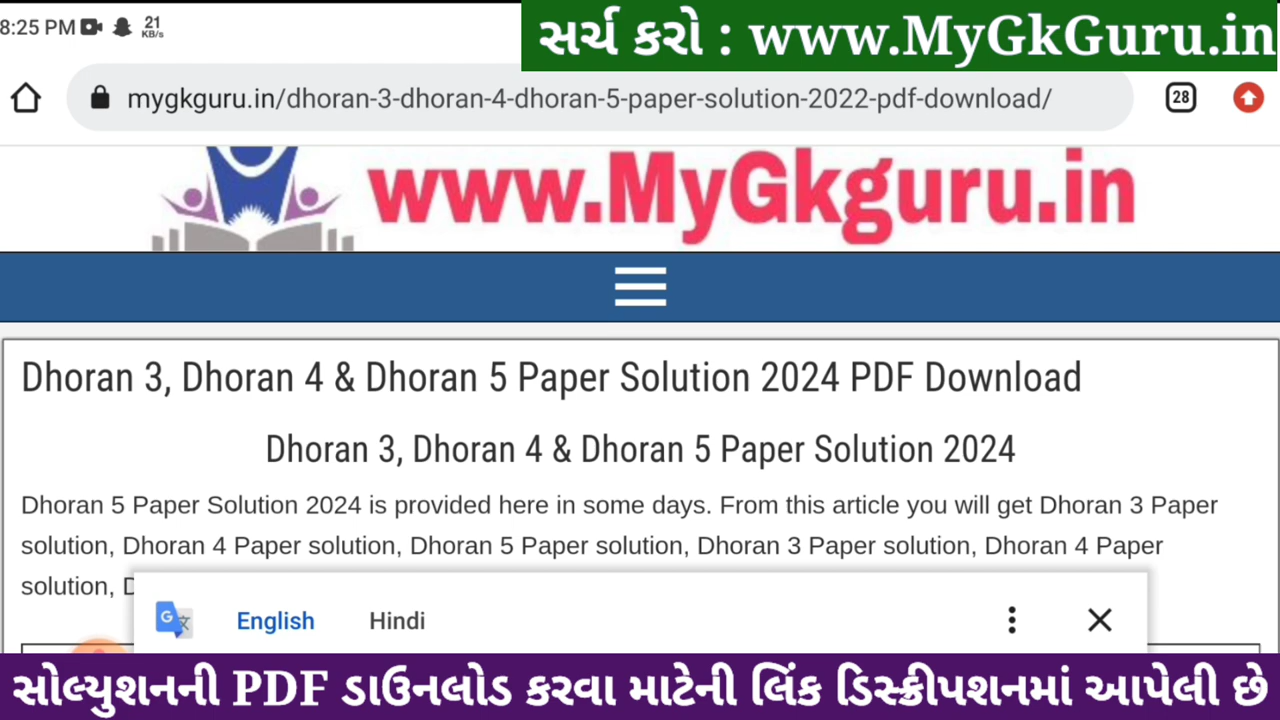 8:25 PM 21 KB/s
સર્ચ કરો : www.MyGkGuru.in
mygkguru.in/dhoran-3-dhoran-4-dhoran-5-paper-solution-2022-pdf-download/ 28
www.MyGkguru.in
Dhoran 3, Dhoran 4 & Dhoran 5 Paper Solution 2024 PDF Download
Dhoran 3, Dhoran 4 & Dhoran 5 Paper Solution 2024
Dhoran 5 Paper Solution 2024 is provided here in some days. From this article you will get Dhoran 3 Paper
solution, Dhoran 4 Paper solution, Dhoran 5 Paper solution, Dhoran 3 Paper solution, Dhoran 4 Paper
solution,
English Hindi
સોલ્યુશનની PDF ડાઉનલોડ કરવા માટેની લિંક ડિસ્ક્રીપશનમાં આપેલી છે